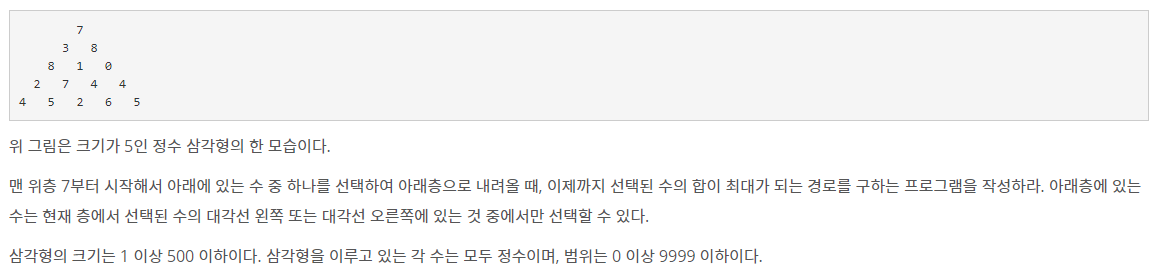 7
3 8
8 1 0
2 7 4 4
4 5 2 6 5
위 그림은 크기가 5인 정수 삼각형의 한 모습이다.
맨 위층 7부터 시작해서 아래에 있는 수 중 하나를 선택하여 아래층으로 내려올 때, 이제까지 선택된 수의 합이 최대가 되는 경로를 구하는 프로그램을 작성하라. 아래층에 있는
수는 현재 층에서 선택된 수의 대각선 왼쪽 또는 대각선 오른쪽에 있는 것 중에서만 선택할 수 있다.
삼각형의 크기는 1 이상 500 이하이다. 삼각형을 이루고 있는 각 수는 모두 정수이며, 범위는 0 이상 9999 이하이다.